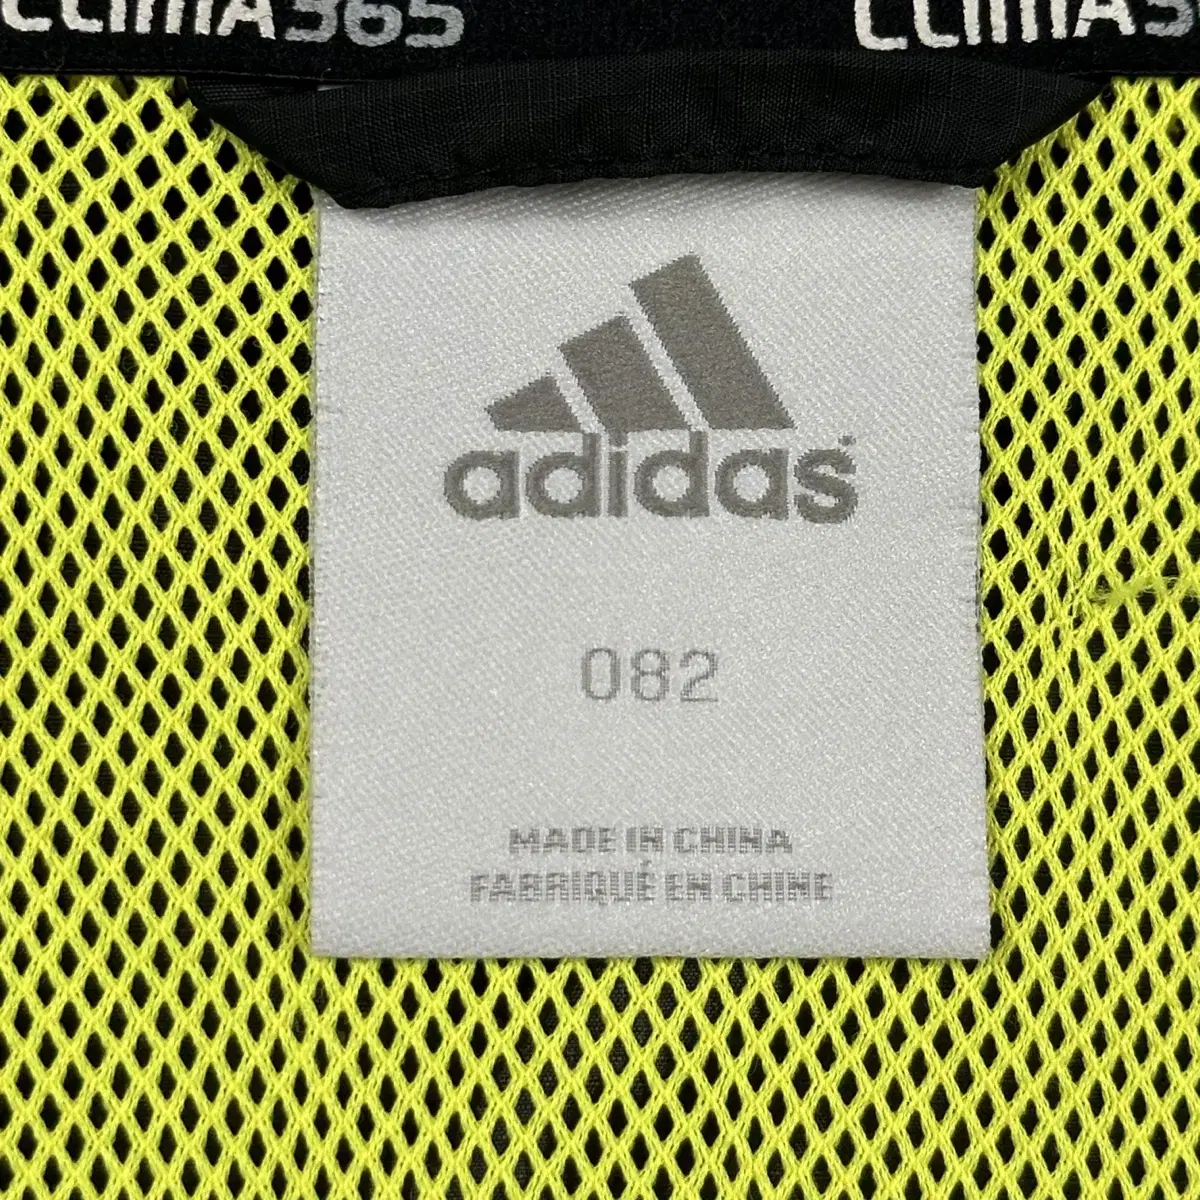 CLIMA365 CLIMA3
adidas
082
MADE IN CHINA
FABRIQUÉ EN CHINE